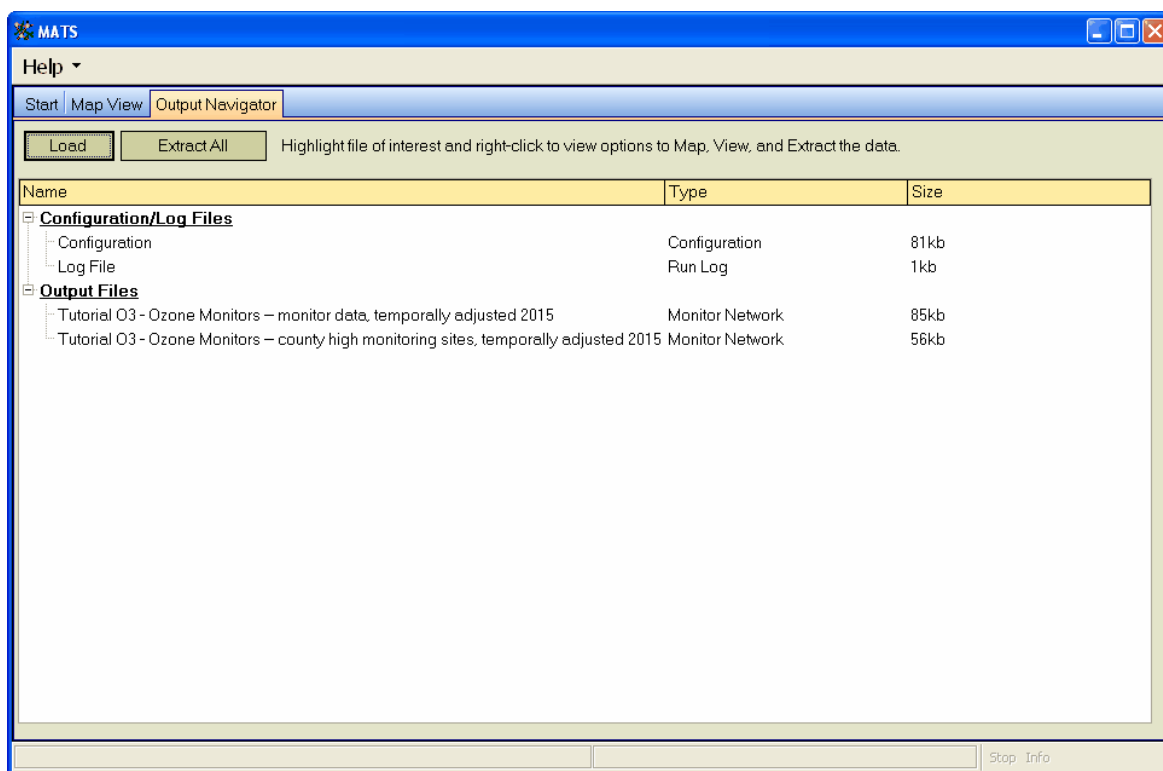 MATS
Help
Start Map View Output Navigator
Load Extract All Highlight file of interest and right-click to view options to Map, View, and Extract the data.
Name Type Size
Configuration/Log Files
Configuration Configuration 81kb
Log File Run Log 1kb
Output Files
Tutorial O3 - Ozone Monitors – monitor data, temporally adjusted 2015 Monitor Network 85kb
Tutorial O3 - Ozone Monitors – county high monitoring sites, temporally adjusted 2015 Monitor Network 56kb
Stop Info